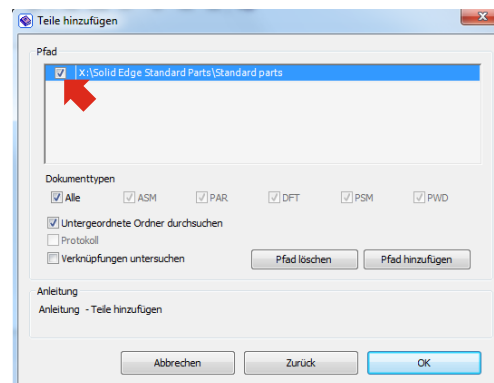 Teile hinzufügen
Pfad
X:\Solid Edge Standard Parts\Standard parts
Dokumenttypen
Alle ASM PAR DFT PSM PWD
Untergeordnete Ordner durchsuchen
Protokoll
Verknüpfungen untersuchen Pfad löschen Pfad hinzufügen
Anleitung
Anleitung - Teile hinzufügen
Abbrechen Zurück OK